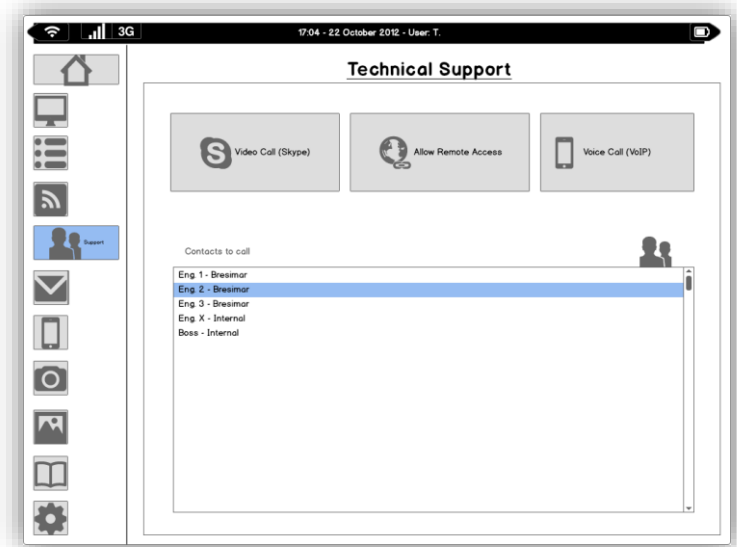 3G 17:04 - 22 October 2012 - User: T.
Technical Support
Video Call (Skype) Allow Remote Access Voice Call (VoIP)
Support
Contacts to call
Eng. 1 - Bresimar
Eng. 2 - Bresimar
Eng. 3 - Bresimar
Eng. X - Internal
Boss - Internal